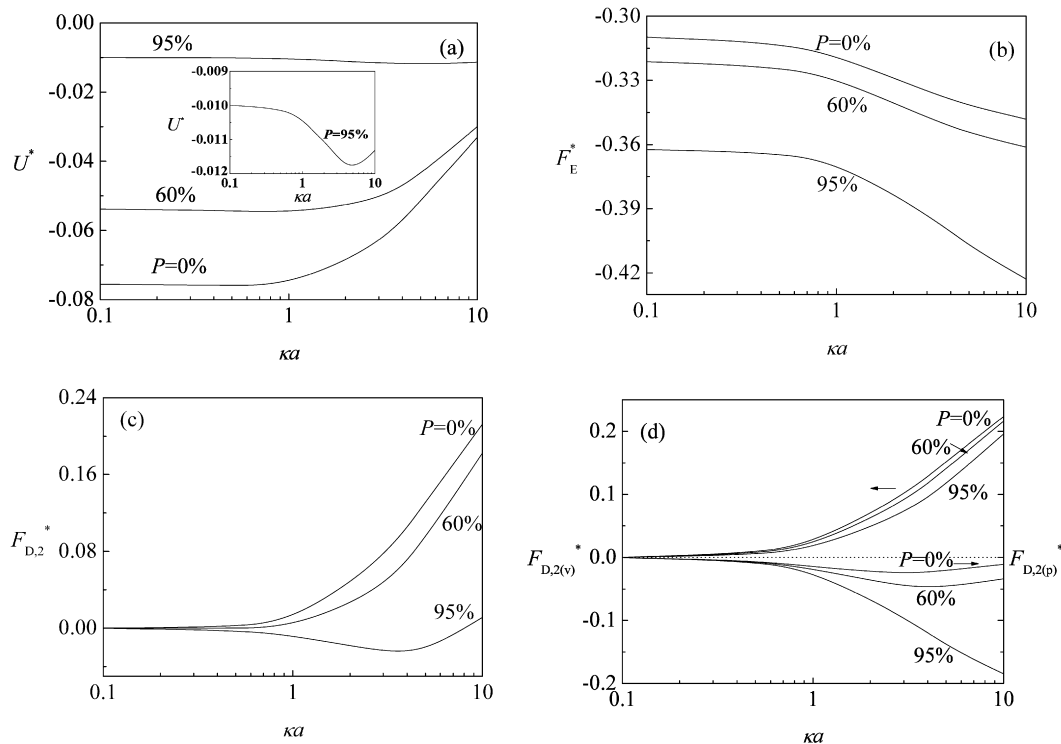 (a)
0.00
-0.02
-0.04
-0.06
-0.08
U*
95%
60%
P=0%
0.1
1
10
κa
-0.009
-0.010
-0.011
-0.012
U*
P=95%
0.1
1
10
κa
(b)
-0.30
-0.33
-0.36
-0.39
-0.42
F_E*
P=0%
60%
95%
0.1
1
10
κa
(c)
0.24
0.16
0.08
0.00
F_D,2*
P=0%
60%
95%
0.1
1
10
κa
(d)
0.2
0.1
0.0
-0.1
-0.2
F_D,2(v)*
P=0%
60%
95%
P=0%
60%
95%
F_D,2(p)*
0.1
1
10
κa